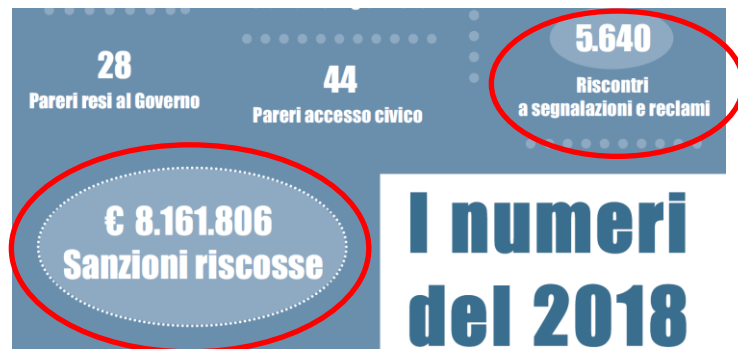 28
Pareri resi al Governo
44
Pareri accesso civico
5.640
Riscontri
a segnalazioni e reclami
€ 8.161.806
Sanzioni riscosse
I numeri
del 2018